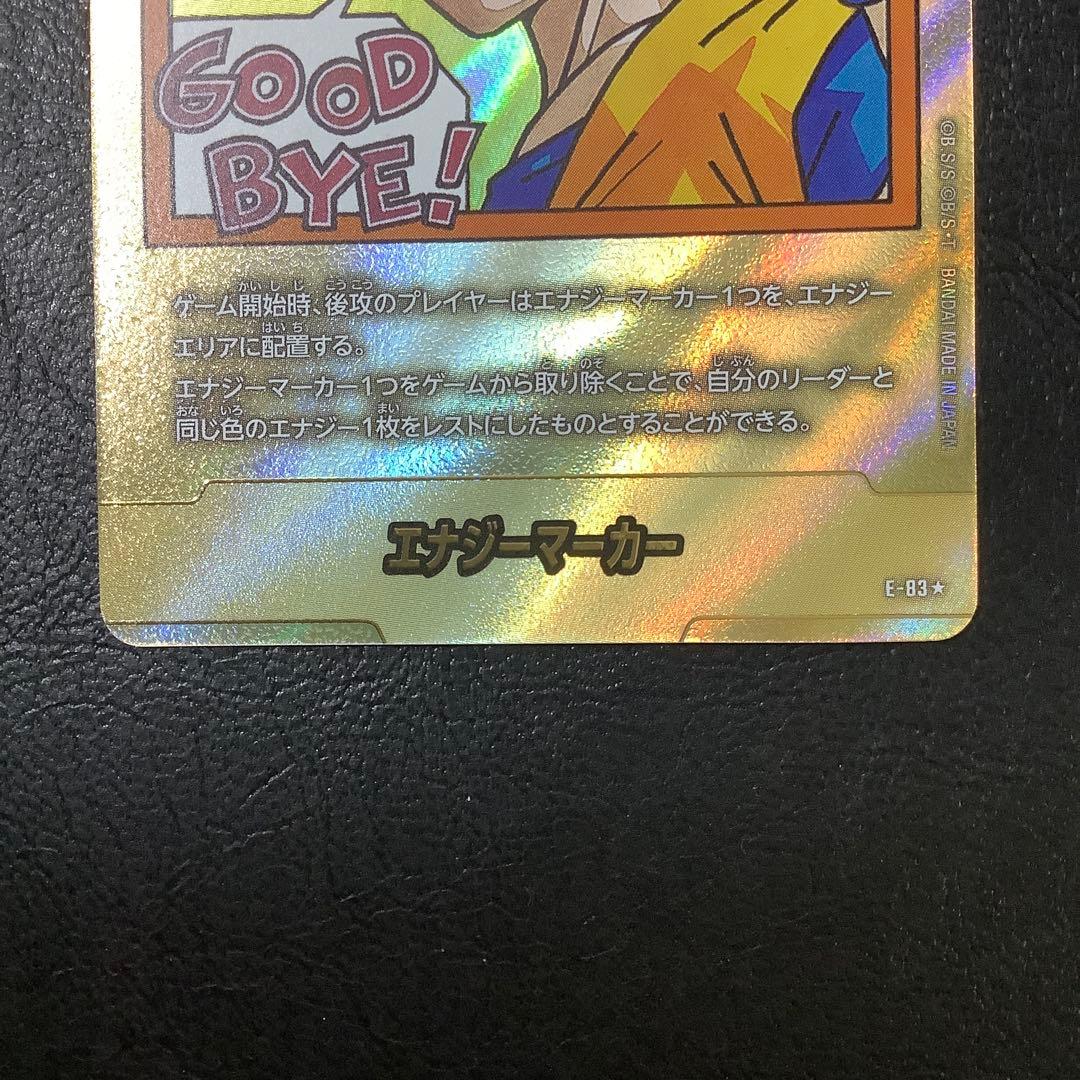 GOOD
BYE!
ゲーム開始時、後攻のプレイヤーはエナジーマーカー1つを、エナジー
エリアに配置する。
エナジーマーカー1つをゲームから取り除くことで、自分のリーダーと
同じ色のエナジー1枚をレストにしたものとすることができる。
エナジーマーカー
E-83★
©B.S/S ©B/S・T BANDAI MADE IN JAPAN